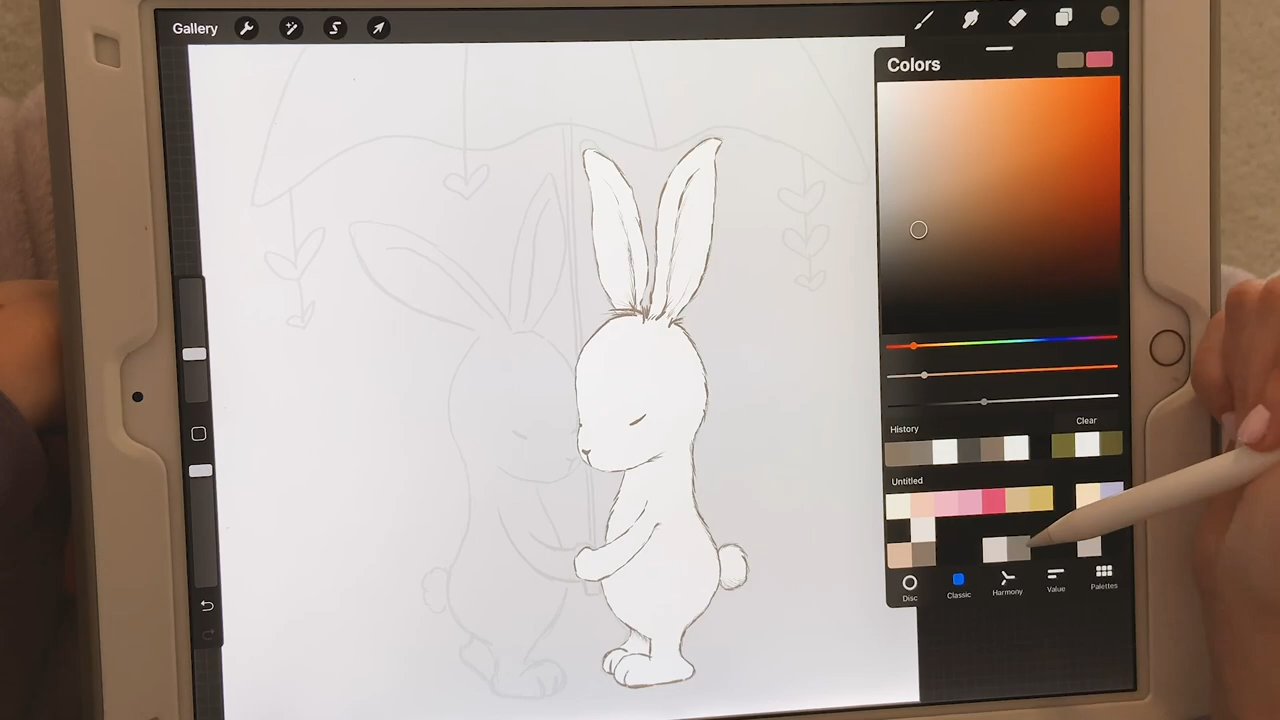 Gallery
Colors
Clear
History
Untitled
Disc
Classic
Harmony
Value
Palettes